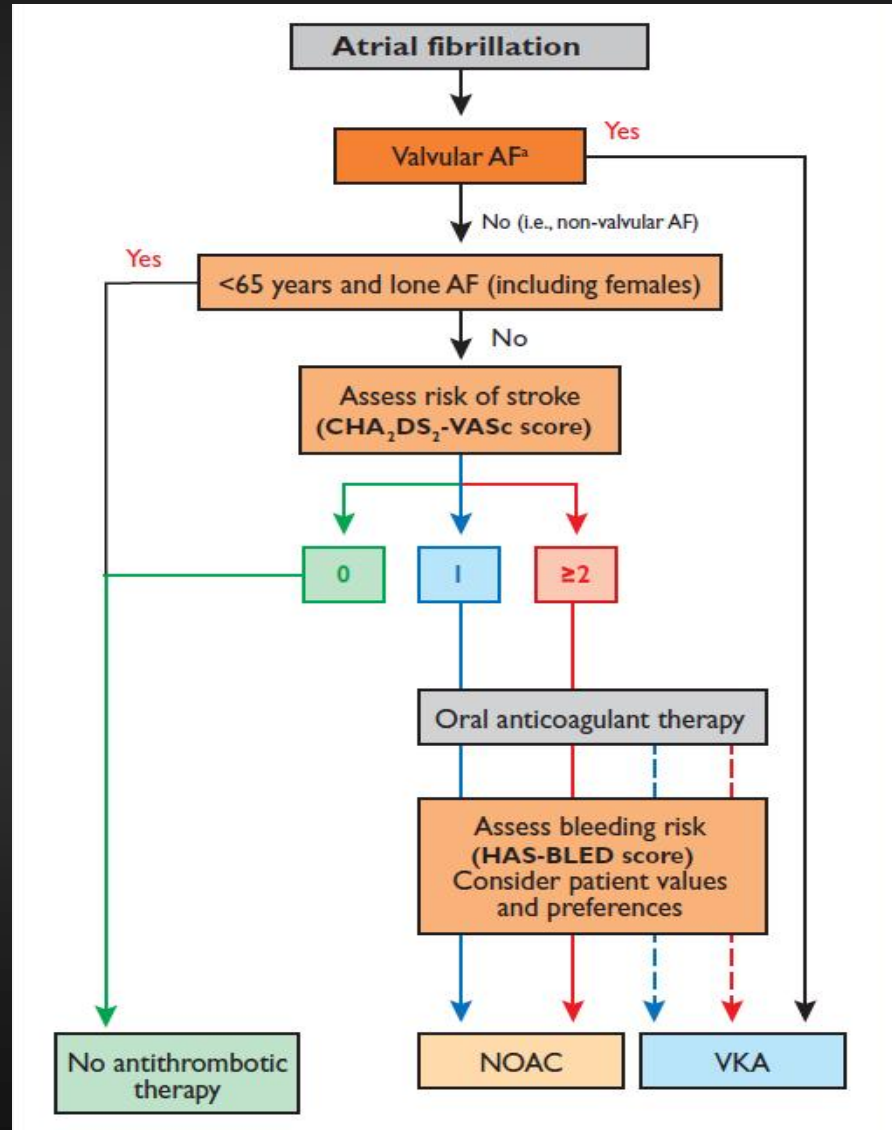 Atrial fibrillation
Valvular AFᵃ
Yes
No (i.e., non-valvular AF)
Yes
<65 years and lone AF (including females)
No
Assess risk of stroke
(CHA₂DS₂-VASc score)
0
1
≥2
Oral anticoagulant therapy
Assess bleeding risk
(HAS-BLED score)
Consider patient values
and preferences
No antithrombotic
therapy
NOAC
VKA